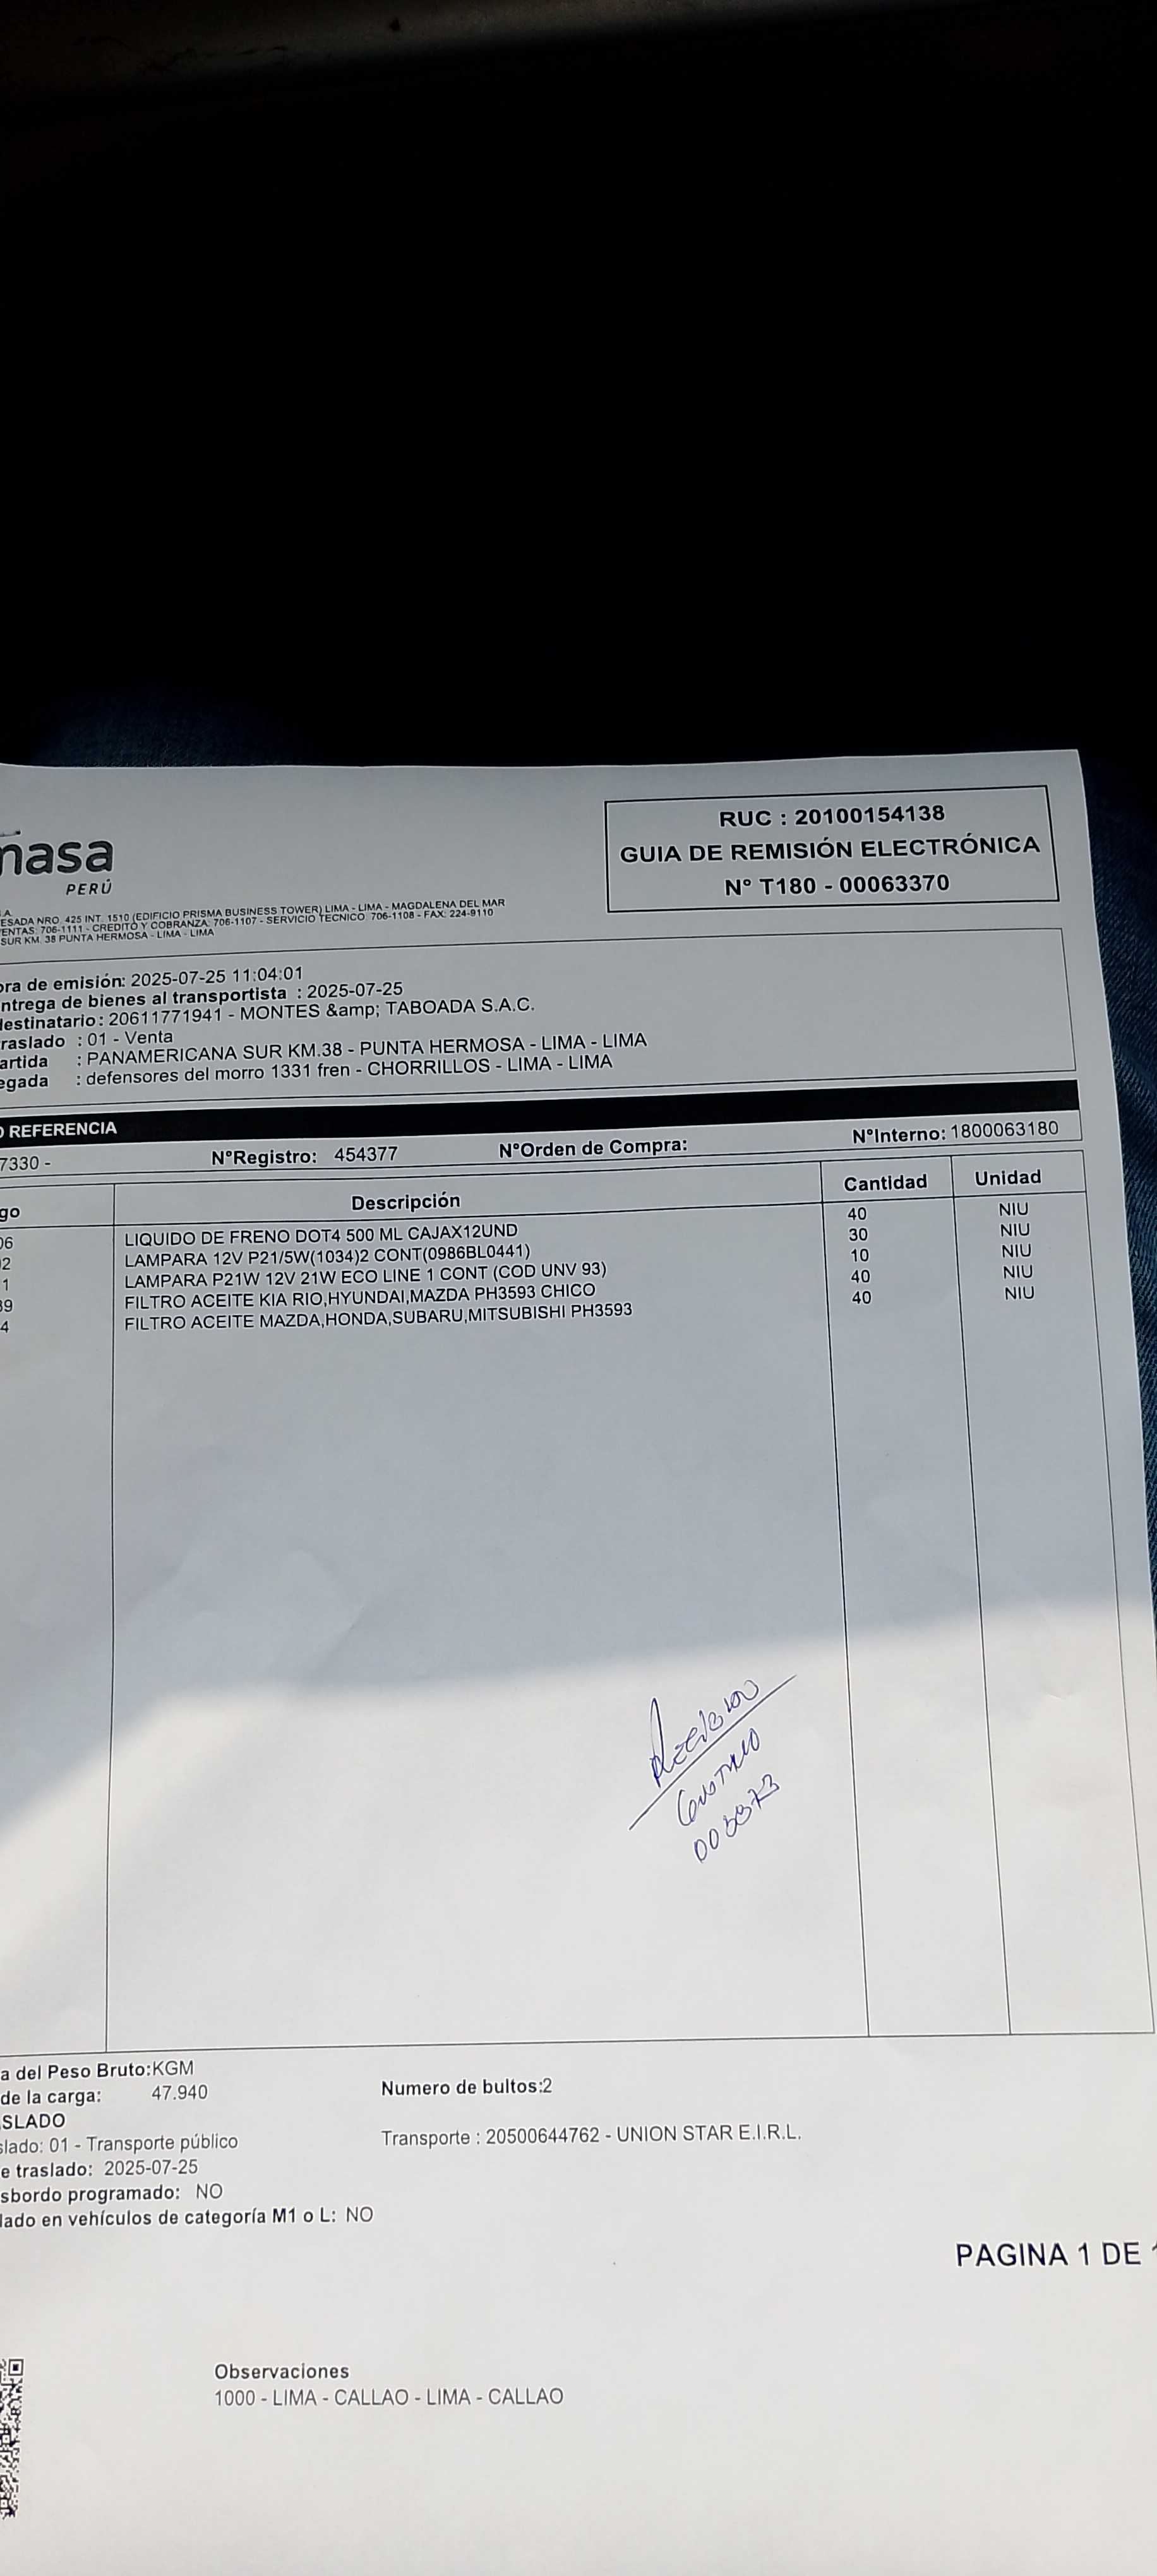 masa
PERÚ
RUC : 20100154138
GUIA DE REMISIÓN ELECTRÓNICA
N° T180 - 00063370
ESADA NRO. 425 INT. 1510 (EDIFICIO PRISMA BUSINESS TOWER) LIMA - LIMA - MAGDALENA DEL MAR
ENTAS: 706-1111 - CREDITO Y COBRANZA: 706-1107 - SERVICIO TECNICO: 706-1108 - FAX: 224-9110
SUR KM. 38 PUNTA HERMOSA - LIMA - LIMA
ora de emisión: 2025-07-25 11:04:01
ntrega de bienes al transportista : 2025-07-25
destinatario: 20611771941 - MONTES &amp; TABOADA S.A.C.
raslado : 01 - Venta
artida : PANAMERICANA SUR KM.38 - PUNTA HERMOSA - LIMA - LIMA
egada : defensores del morro 1331 fren - CHORRILLOS - LIMA - LIMA
O REFERENCIA
7330 - N°Registro: 454377 N°Orden de Compra: N°Interno: 1800063180
go Descripción Cantidad Unidad
06 LIQUIDO DE FRENO DOT4 500 ML CAJAX12UND 40 NIU
2 LAMPARA 12V P21/5W(1034)2 CONT(0986BL0441) 30 NIU
1 LAMPARA P21W 12V 21W ECO LINE 1 CONT (COD UNV 93) 10 NIU
39 FILTRO ACEITE KIA RIO,HYUNDAI,MAZDA PH3593 CHICO 40 NIU
4 FILTRO ACEITE MAZDA,HONDA,SUBARU,MITSUBISHI PH3593 40 NIU
a del Peso Bruto:KGM
de la carga: 47.940 Numero de bultos:2
SLADO
slado: 01 - Transporte público Transporte : 20500644762 - UNION STAR E.I.R.L.
e traslado: 2025-07-25
sbordo programado: NO
lado en vehículos de categoría M1 o L: NO
PAGINA 1 DE 1
Observaciones
1000 - LIMA - CALLAO - LIMA - CALLAO